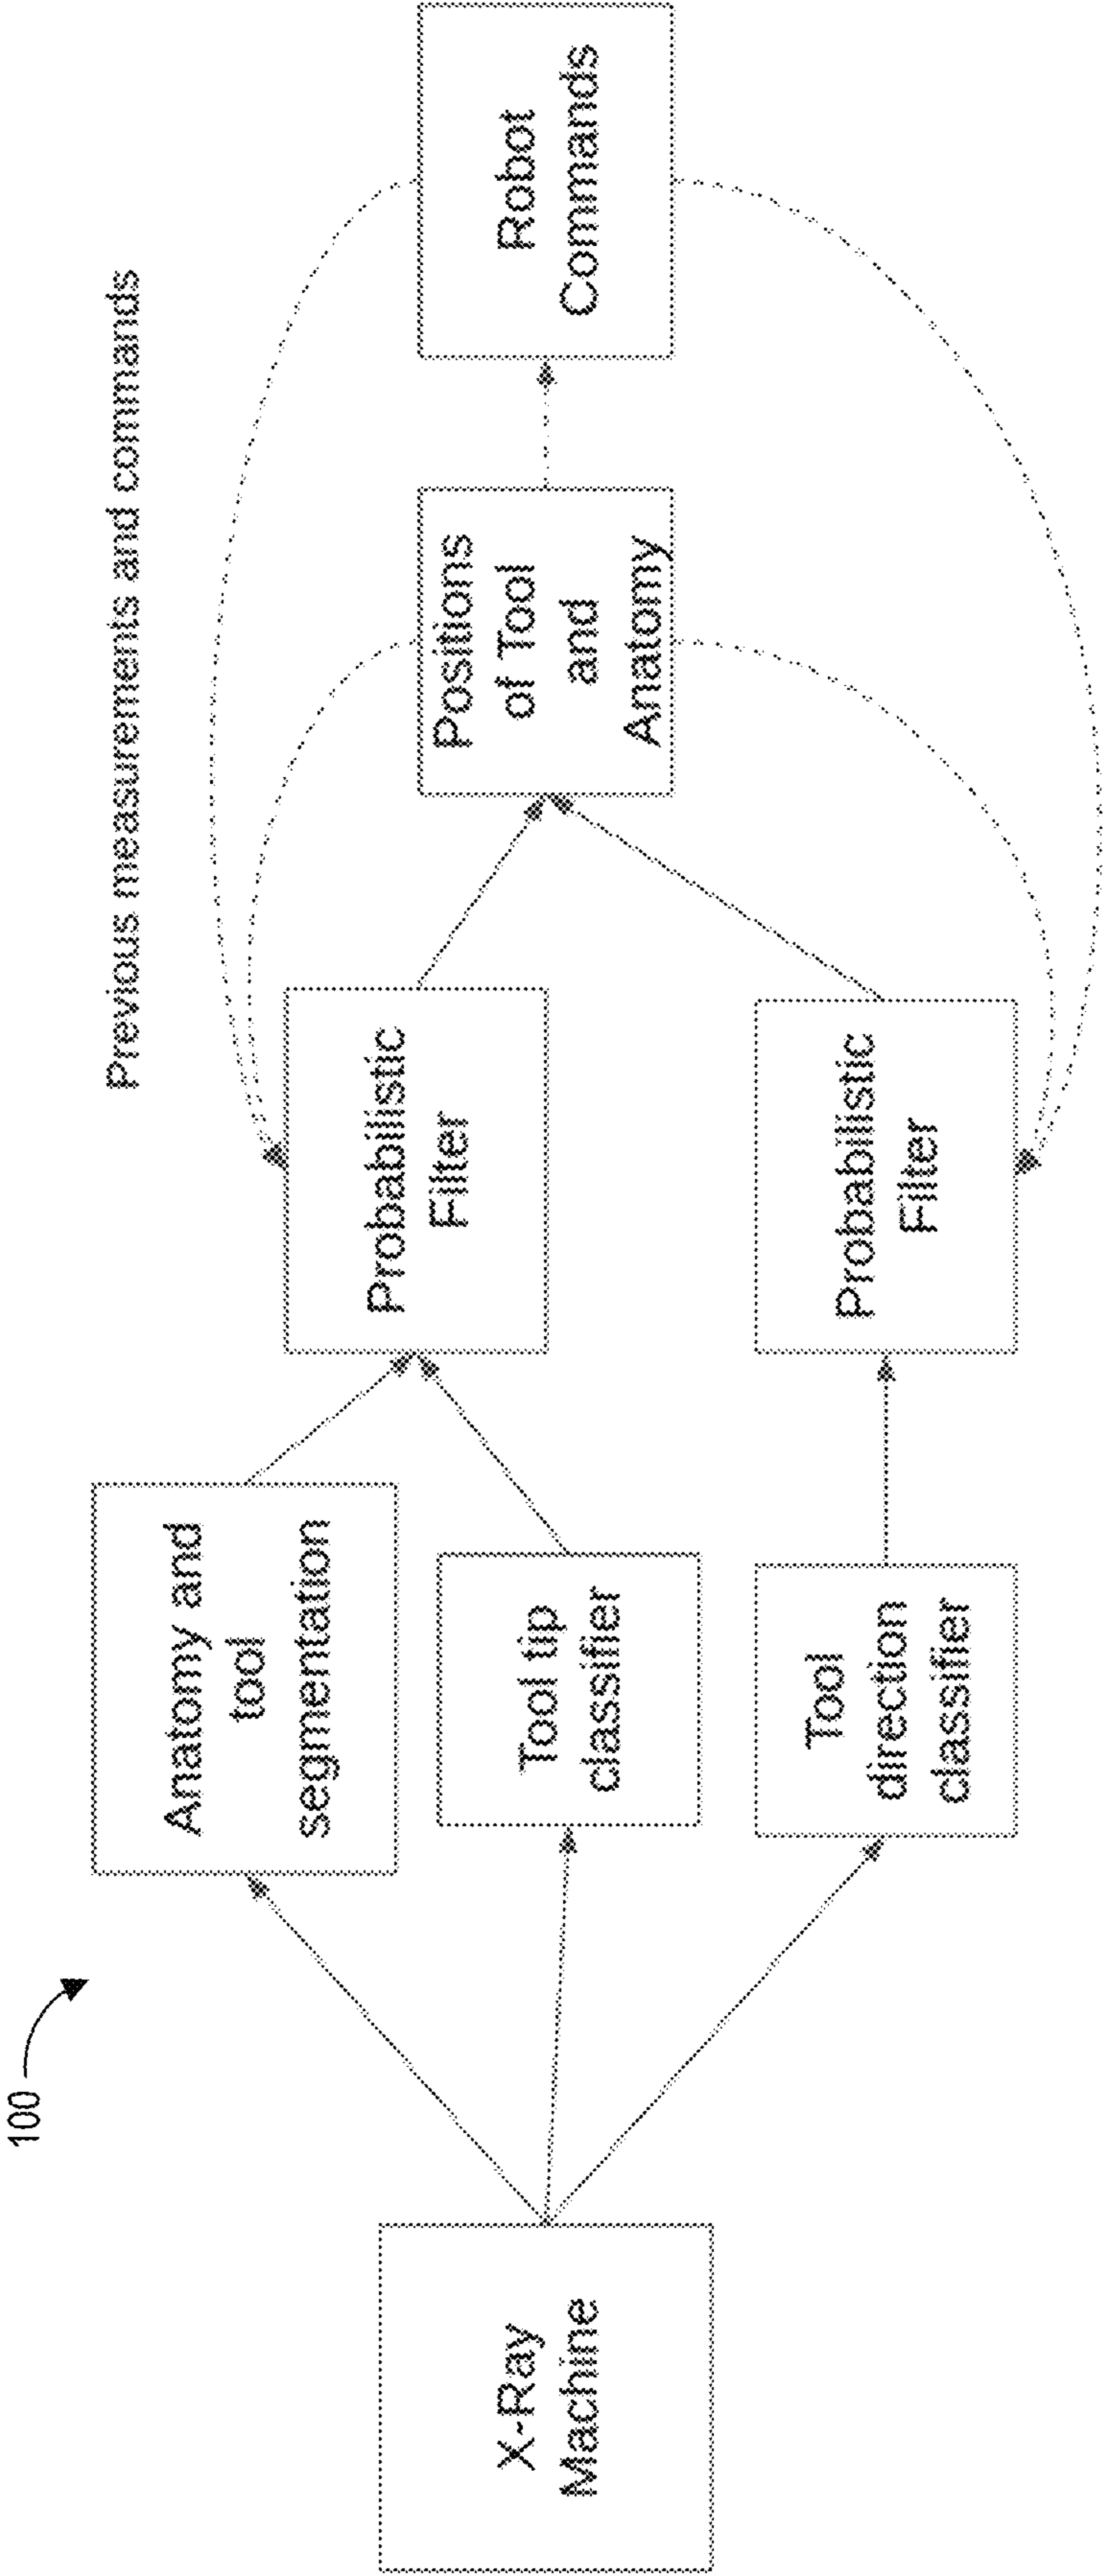 100
Previous measurements and commands
X-Ray
Machine
Anatomy and
tool
segmentation
Tool tip
classifier
Tool
direction
classifier
Probabilistic
Filter
Probabilistic
Filter
Positions
of Tool
and
Anatomy
Robot
Commands